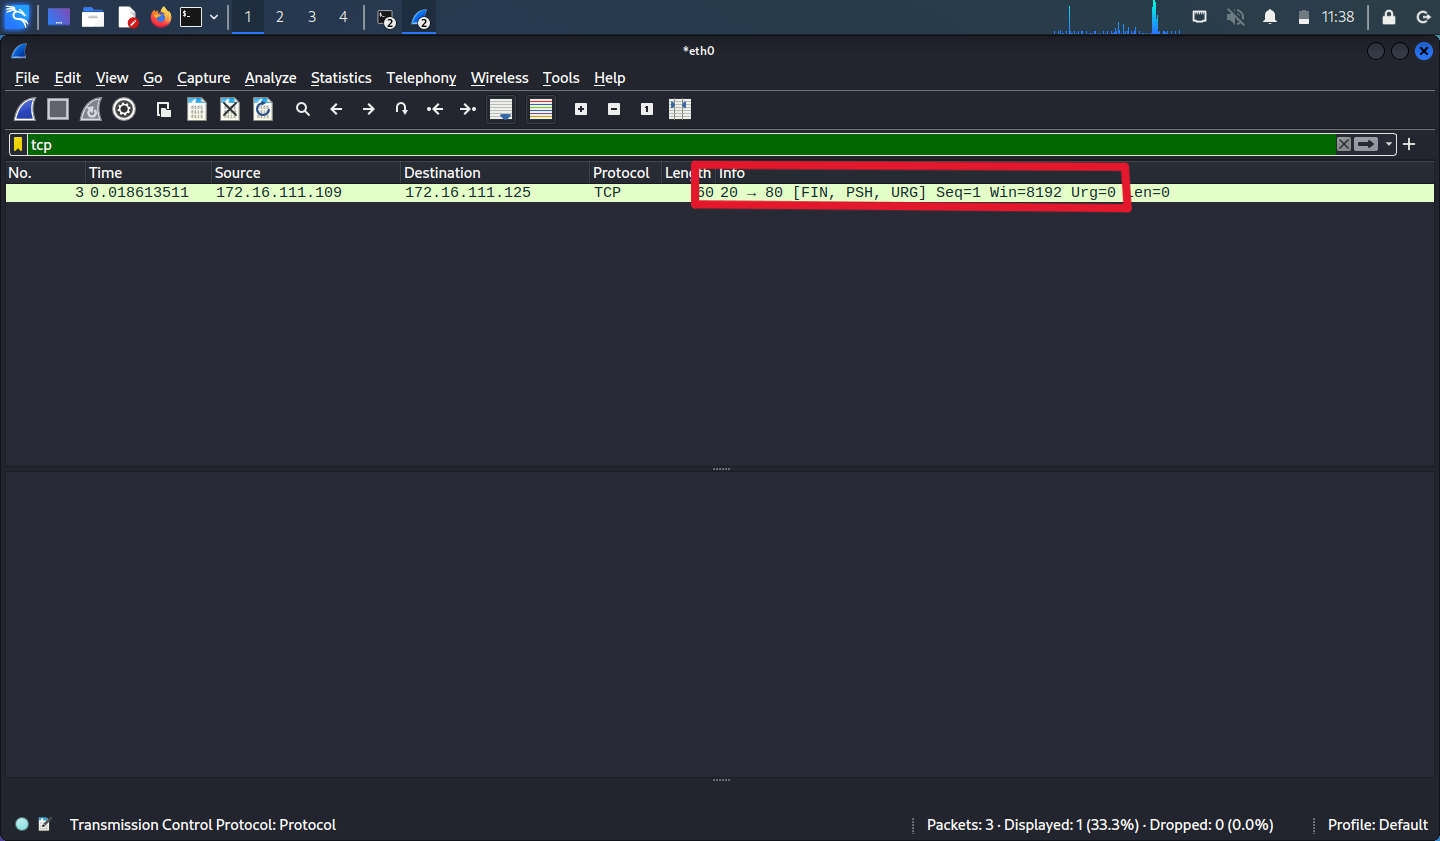 1 2 3 4 2 2 11:38
*eth0
File Edit View Go Capture Analyze Statistics Telephony Wireless Tools Help
tcp
No. Time Source Destination Protocol Length Info
3 0.018613511 172.16.111.109 172.16.111.125 TCP 60 20 → 80 [FIN, PSH, URG] Seq=1 Win=8192 Urg=0 Len=0
Transmission Control Protocol: Protocol Packets: 3 · Displayed: 1 (33.3%) · Dropped: 0 (0.0%) Profile: Default